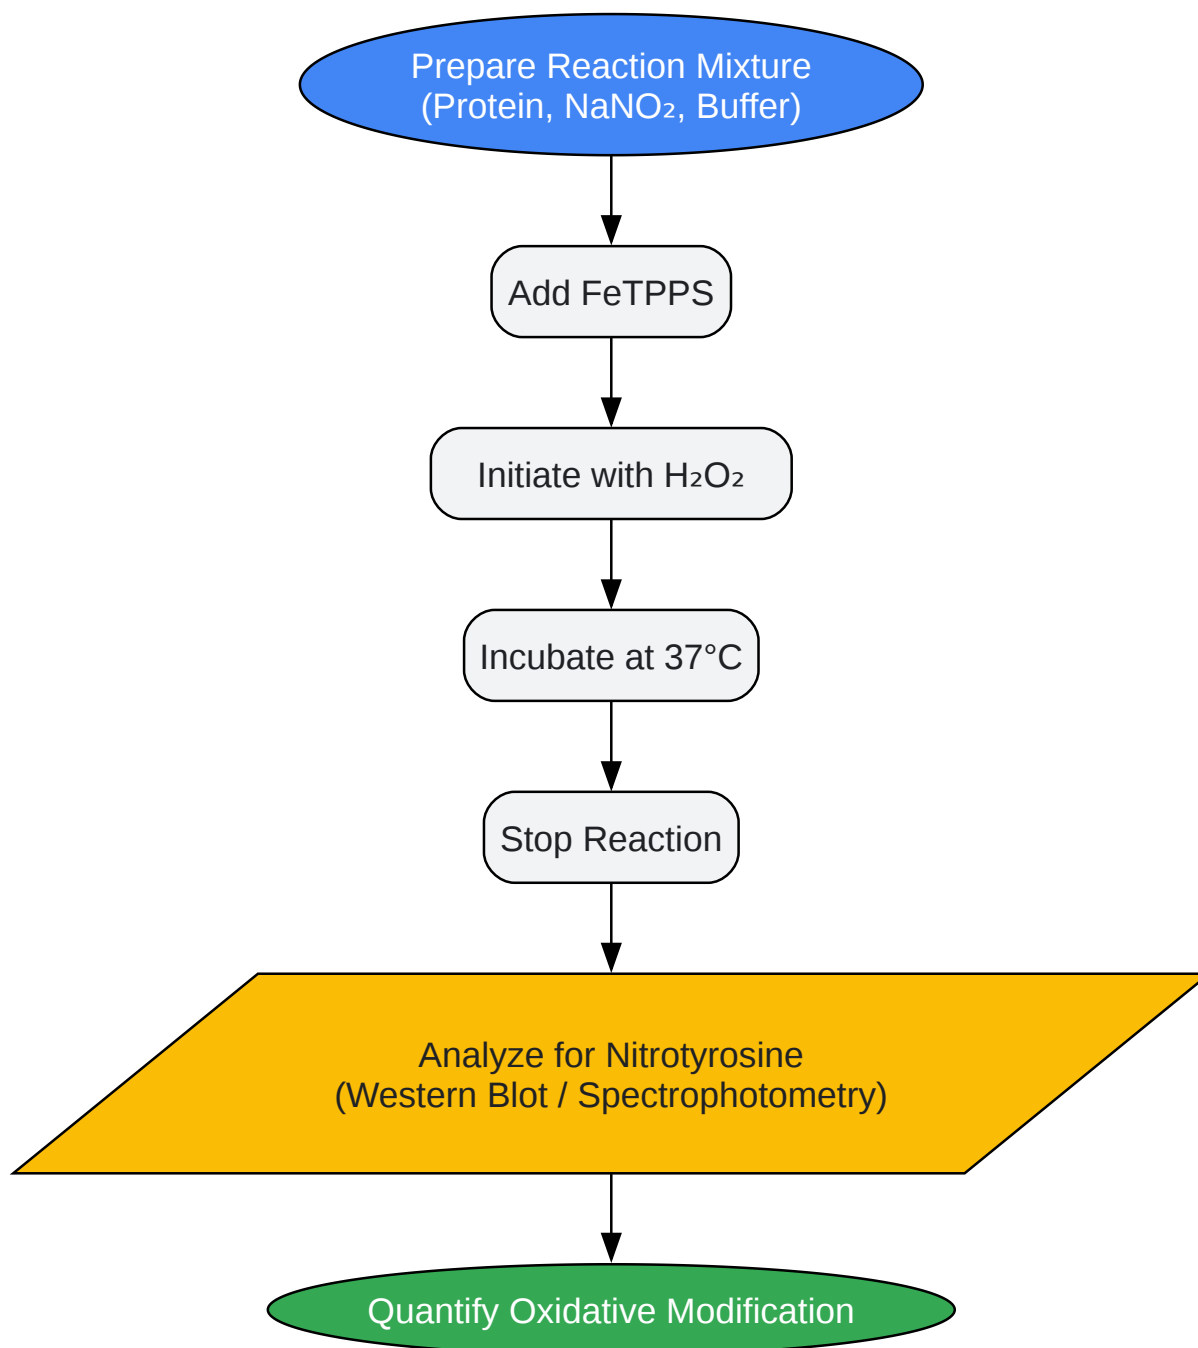 Prepare Reaction Mixture
(Protein, NaNO₂, Buffer)
Add FeTPPS
Initiate with H₂O₂
Incubate at 37°C
Stop Reaction
Analyze for Nitrotyrosine
(Western Blot / Spectrophotometry)
Quantify Oxidative Modification